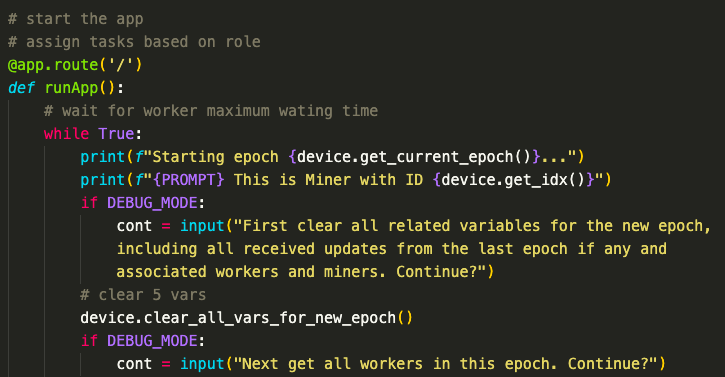 # start the app
# assign tasks based on role
@app.route('/')
def runApp():
    # wait for worker maximum wating time
    while True:
        print(f"Starting epoch {device.get_current_epoch()}...")
        print(f"{PROMPT} This is Miner with ID {device.get_idx()}")
        if DEBUG_MODE:
            cont = input("First clear all related variables for the new epoch,
            including all received updates from the last epoch if any and
            associated workers and miners. Continue?")
        # clear 5 vars
        device.clear_all_vars_for_new_epoch()
        if DEBUG_MODE:
            cont = input("Next get all workers in this epoch. Continue?")